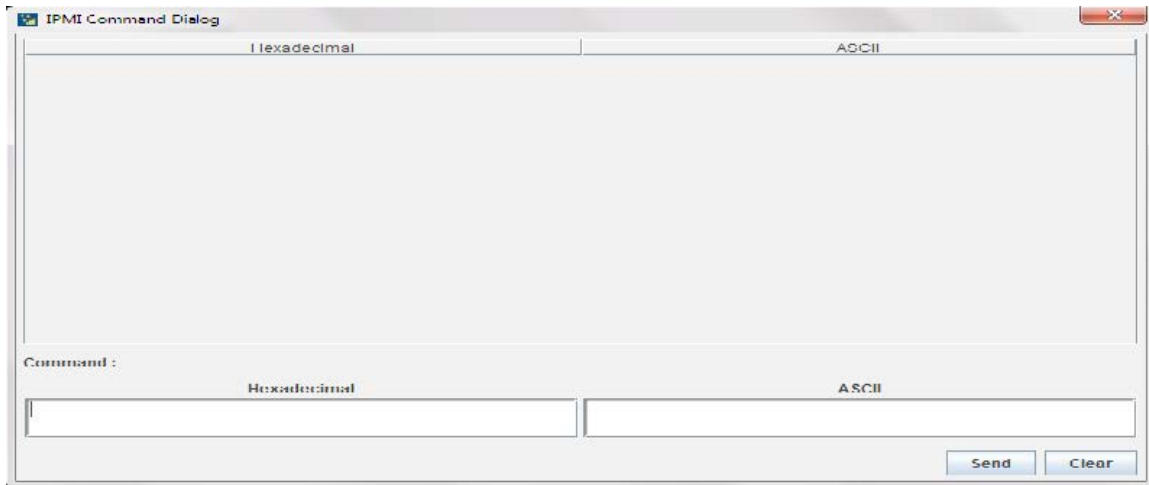 IPMI Command Dialog
Hexadecimal ASCII
Command :
Hexadecimal ASCII
Send Clear